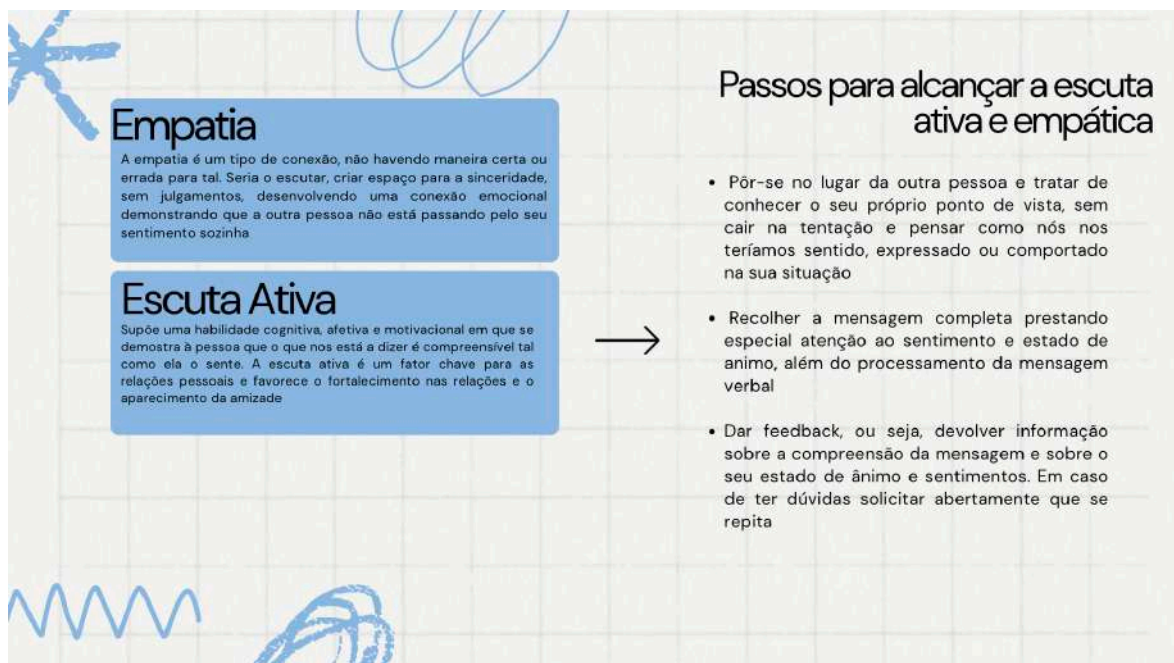 Empatia
A empatia é um tipo de conexão, não havendo maneira certa ou
errada para tal. Seria o escutar, criar espaço para a sinceridade,
sem julgamentos, desenvolvendo uma conexão emocional
demonstrando que a outra pessoa não está passando pelo seu
sentimento sozinha
Escuta Ativa
Supõe uma habilidade cognitiva, afetiva e motivacional em que se
demostra à pessoa que o que nos está a dizer é compreensível tal
como ela o sente. A escuta ativa é um fator chave para as
relações pessoais e favorece o fortalecimento nas relações e o
aparecimento da amizade
Passos para alcançar a escuta
ativa e empática
• Pôr-se no lugar da outra pessoa e tratar de
conhecer o seu próprio ponto de vista, sem
cair na tentação e pensar como nós nos
teríamos sentido, expressado ou comportado
na sua situação
• Recolher a mensagem completa prestando
especial atenção ao sentimento e estado de
animo, além do processamento da mensagem
verbal
• Dar feedback, ou seja, devolver informação
sobre a compreensão da mensagem e sobre o
seu estado de ânimo e sentimentos. Em caso
de ter dúvidas solicitar abertamente que se
repita